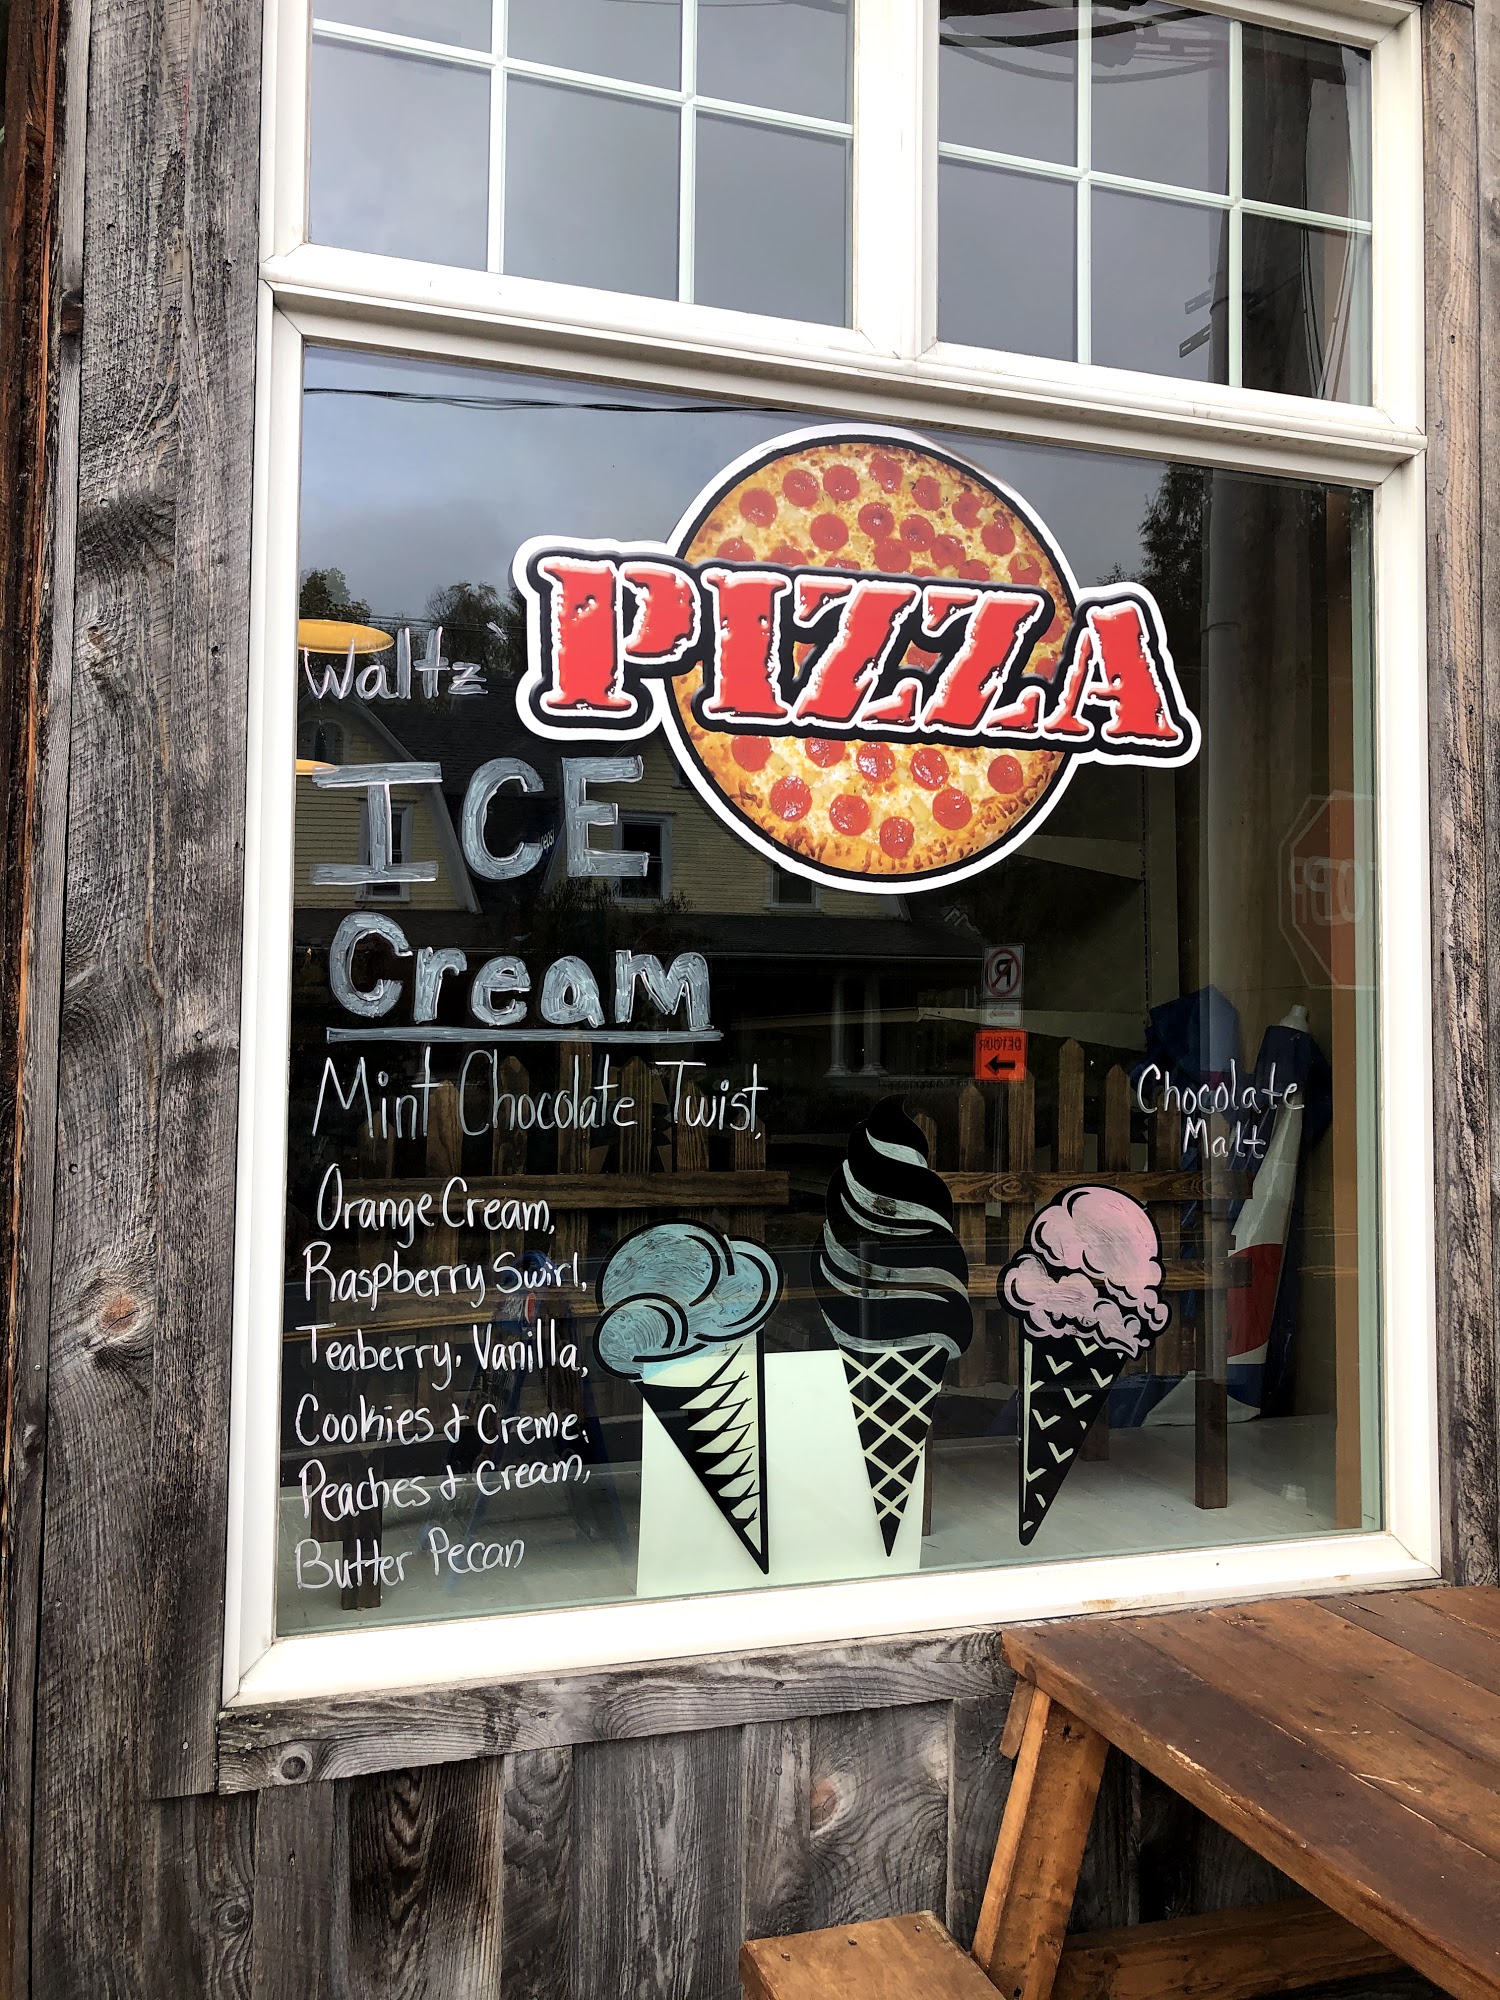 PIZZA
Waltz'
ICE
Cream
Mint Chocolate Twist,
Orange Cream,
Raspberry Swirl,
Teaberry, Vanilla,
Cookies & Creme,
Peaches & Cream,
Butter Pecan
Chocolate
Malt
DETOUR